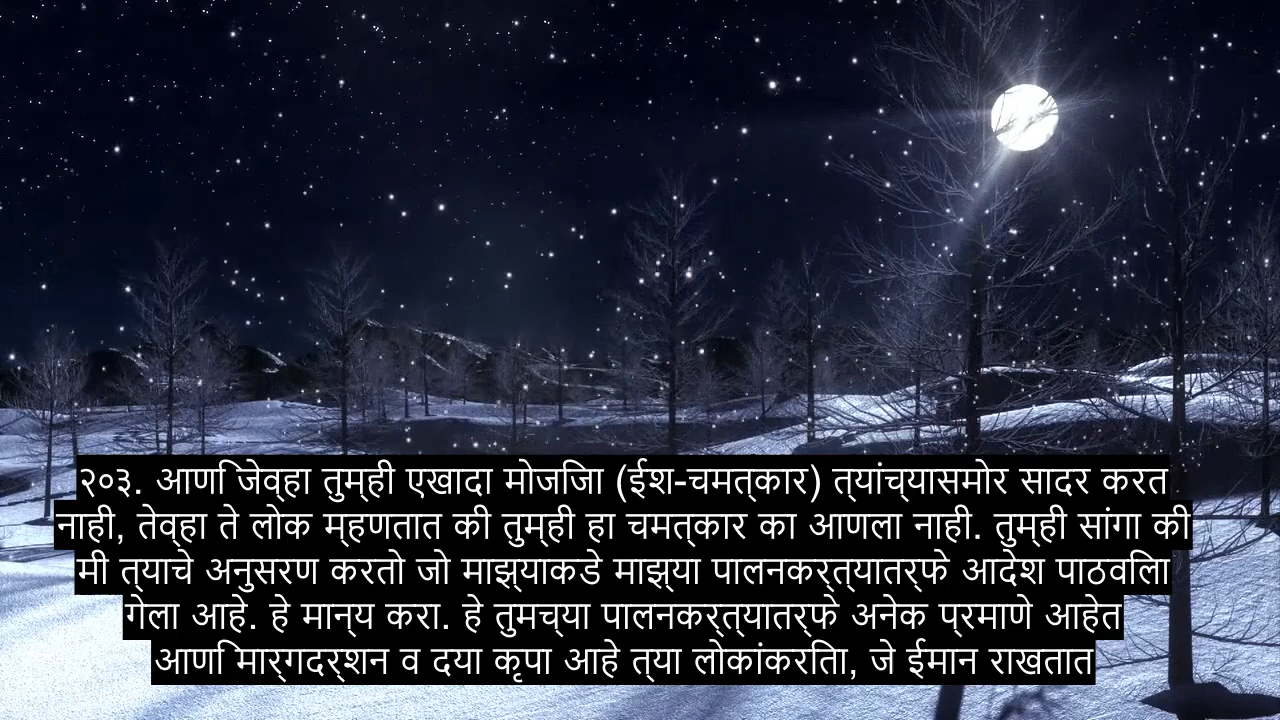 २०३. आणि जेव्हा तुम्ही एखादा मोजिजा (ईश-चमत्कार) त्यांच्यासमोर सादर करत
नाही, तेव्हा ते लोक म्हणतात की तुम्ही हा चमत्कार का आणला नाही. तुम्ही सांगा की
मी त्याचे अनुसरण करतो जो माझ्याकडे माझ्या पालनकर्त्यातर्फे आदेश पाठविला
गेला आहे. हे मान्य करा. हे तुमच्या पालनकर्त्यातर्फे अनेक प्रमाणे आहेत
आणि मार्गदर्शन व दया कृपा आहे त्या लोकांकरिता, जे ईमान राखतात